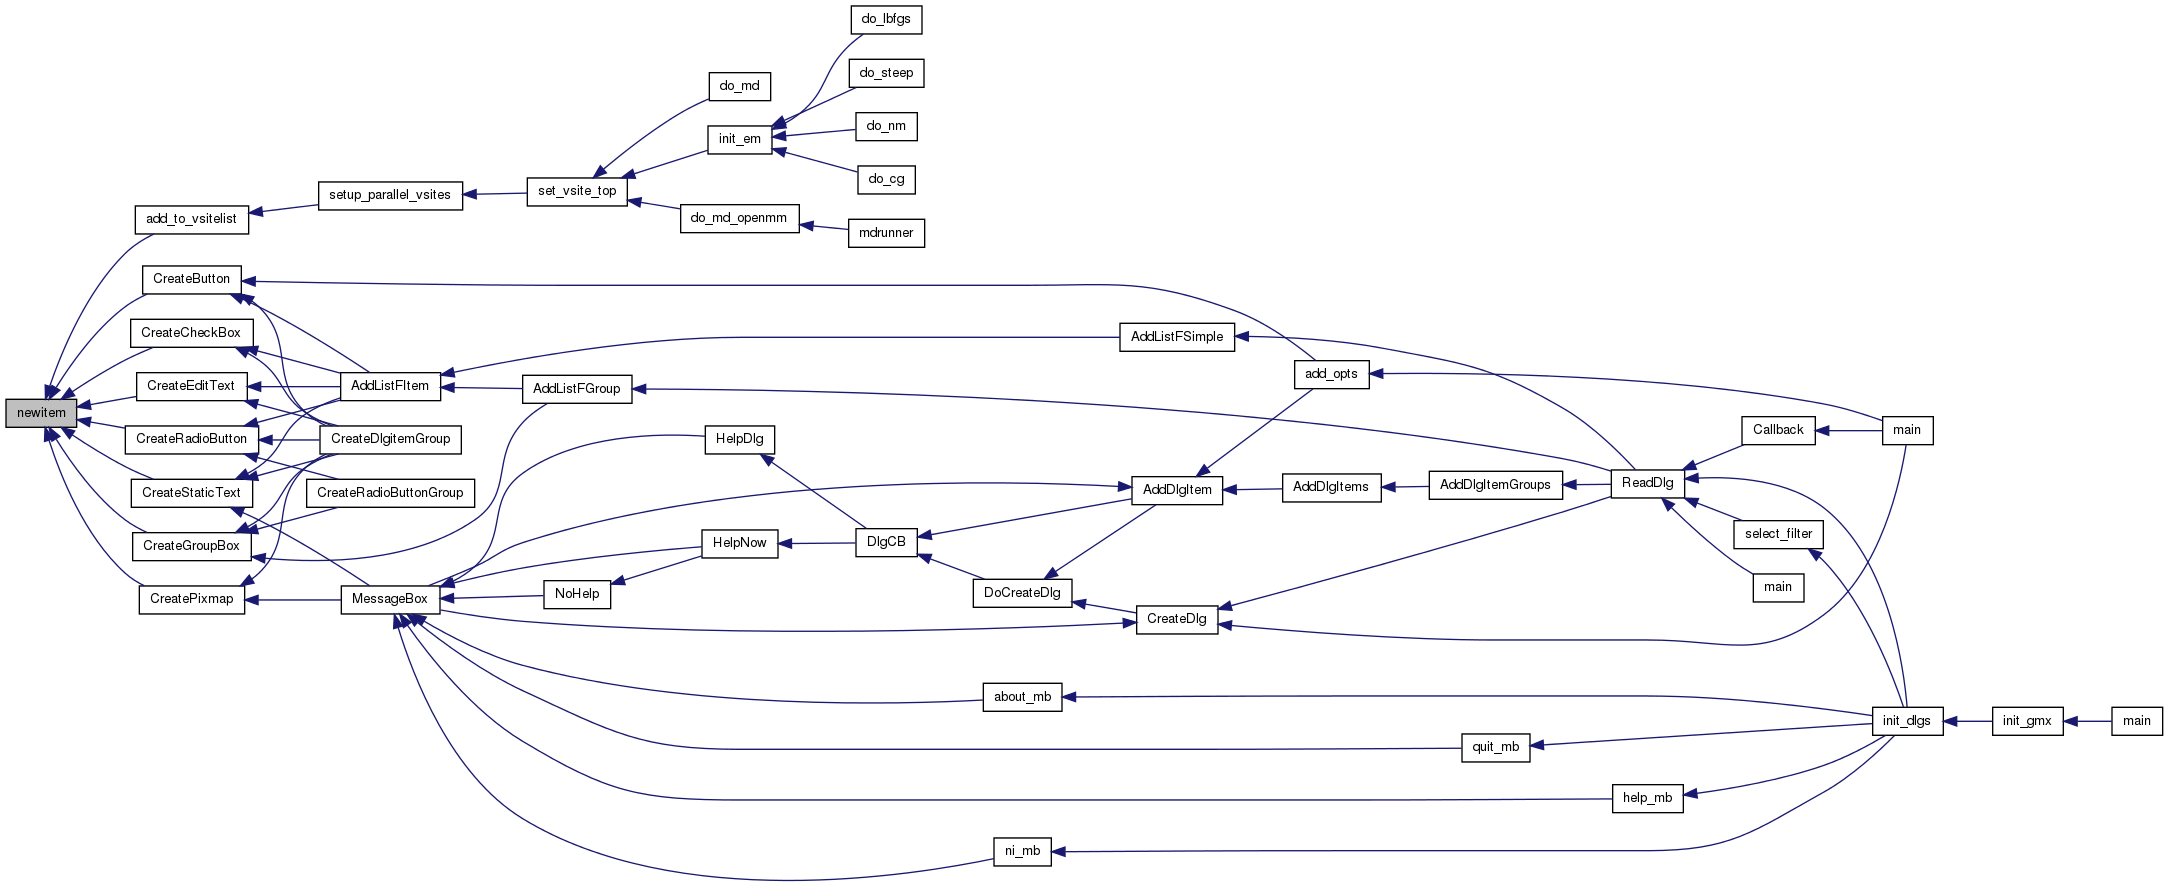 do_lbfgs
do_steep
do_md
do_nm
init_em
do_cg
setup_parallel_vsites
set_vsite_top
add_to_vsitelist
do_md_openmm
mdrunner
CreateButton
CreateCheckBox
AddListFSimple
CreateEditText
AddListFItem
AddListFGroup
add_opts
newitem
CreateRadioButton
CreateDlgitemGroup
HelpDlg
Callback
main
CreateStaticText
CreateRadioButtonGroup
AddDlgItem
AddDlgItems
AddDlgItemGroups
ReadDlg
CreateGroupBox
HelpNow
DlgCB
select_filter
CreatePixmap
MessageBox
NoHelp
DoCreateDlg
main
CreateDlg
about_mb
init_dlgs
init_gmx
main
quit_mb
help_mb
ni_mb